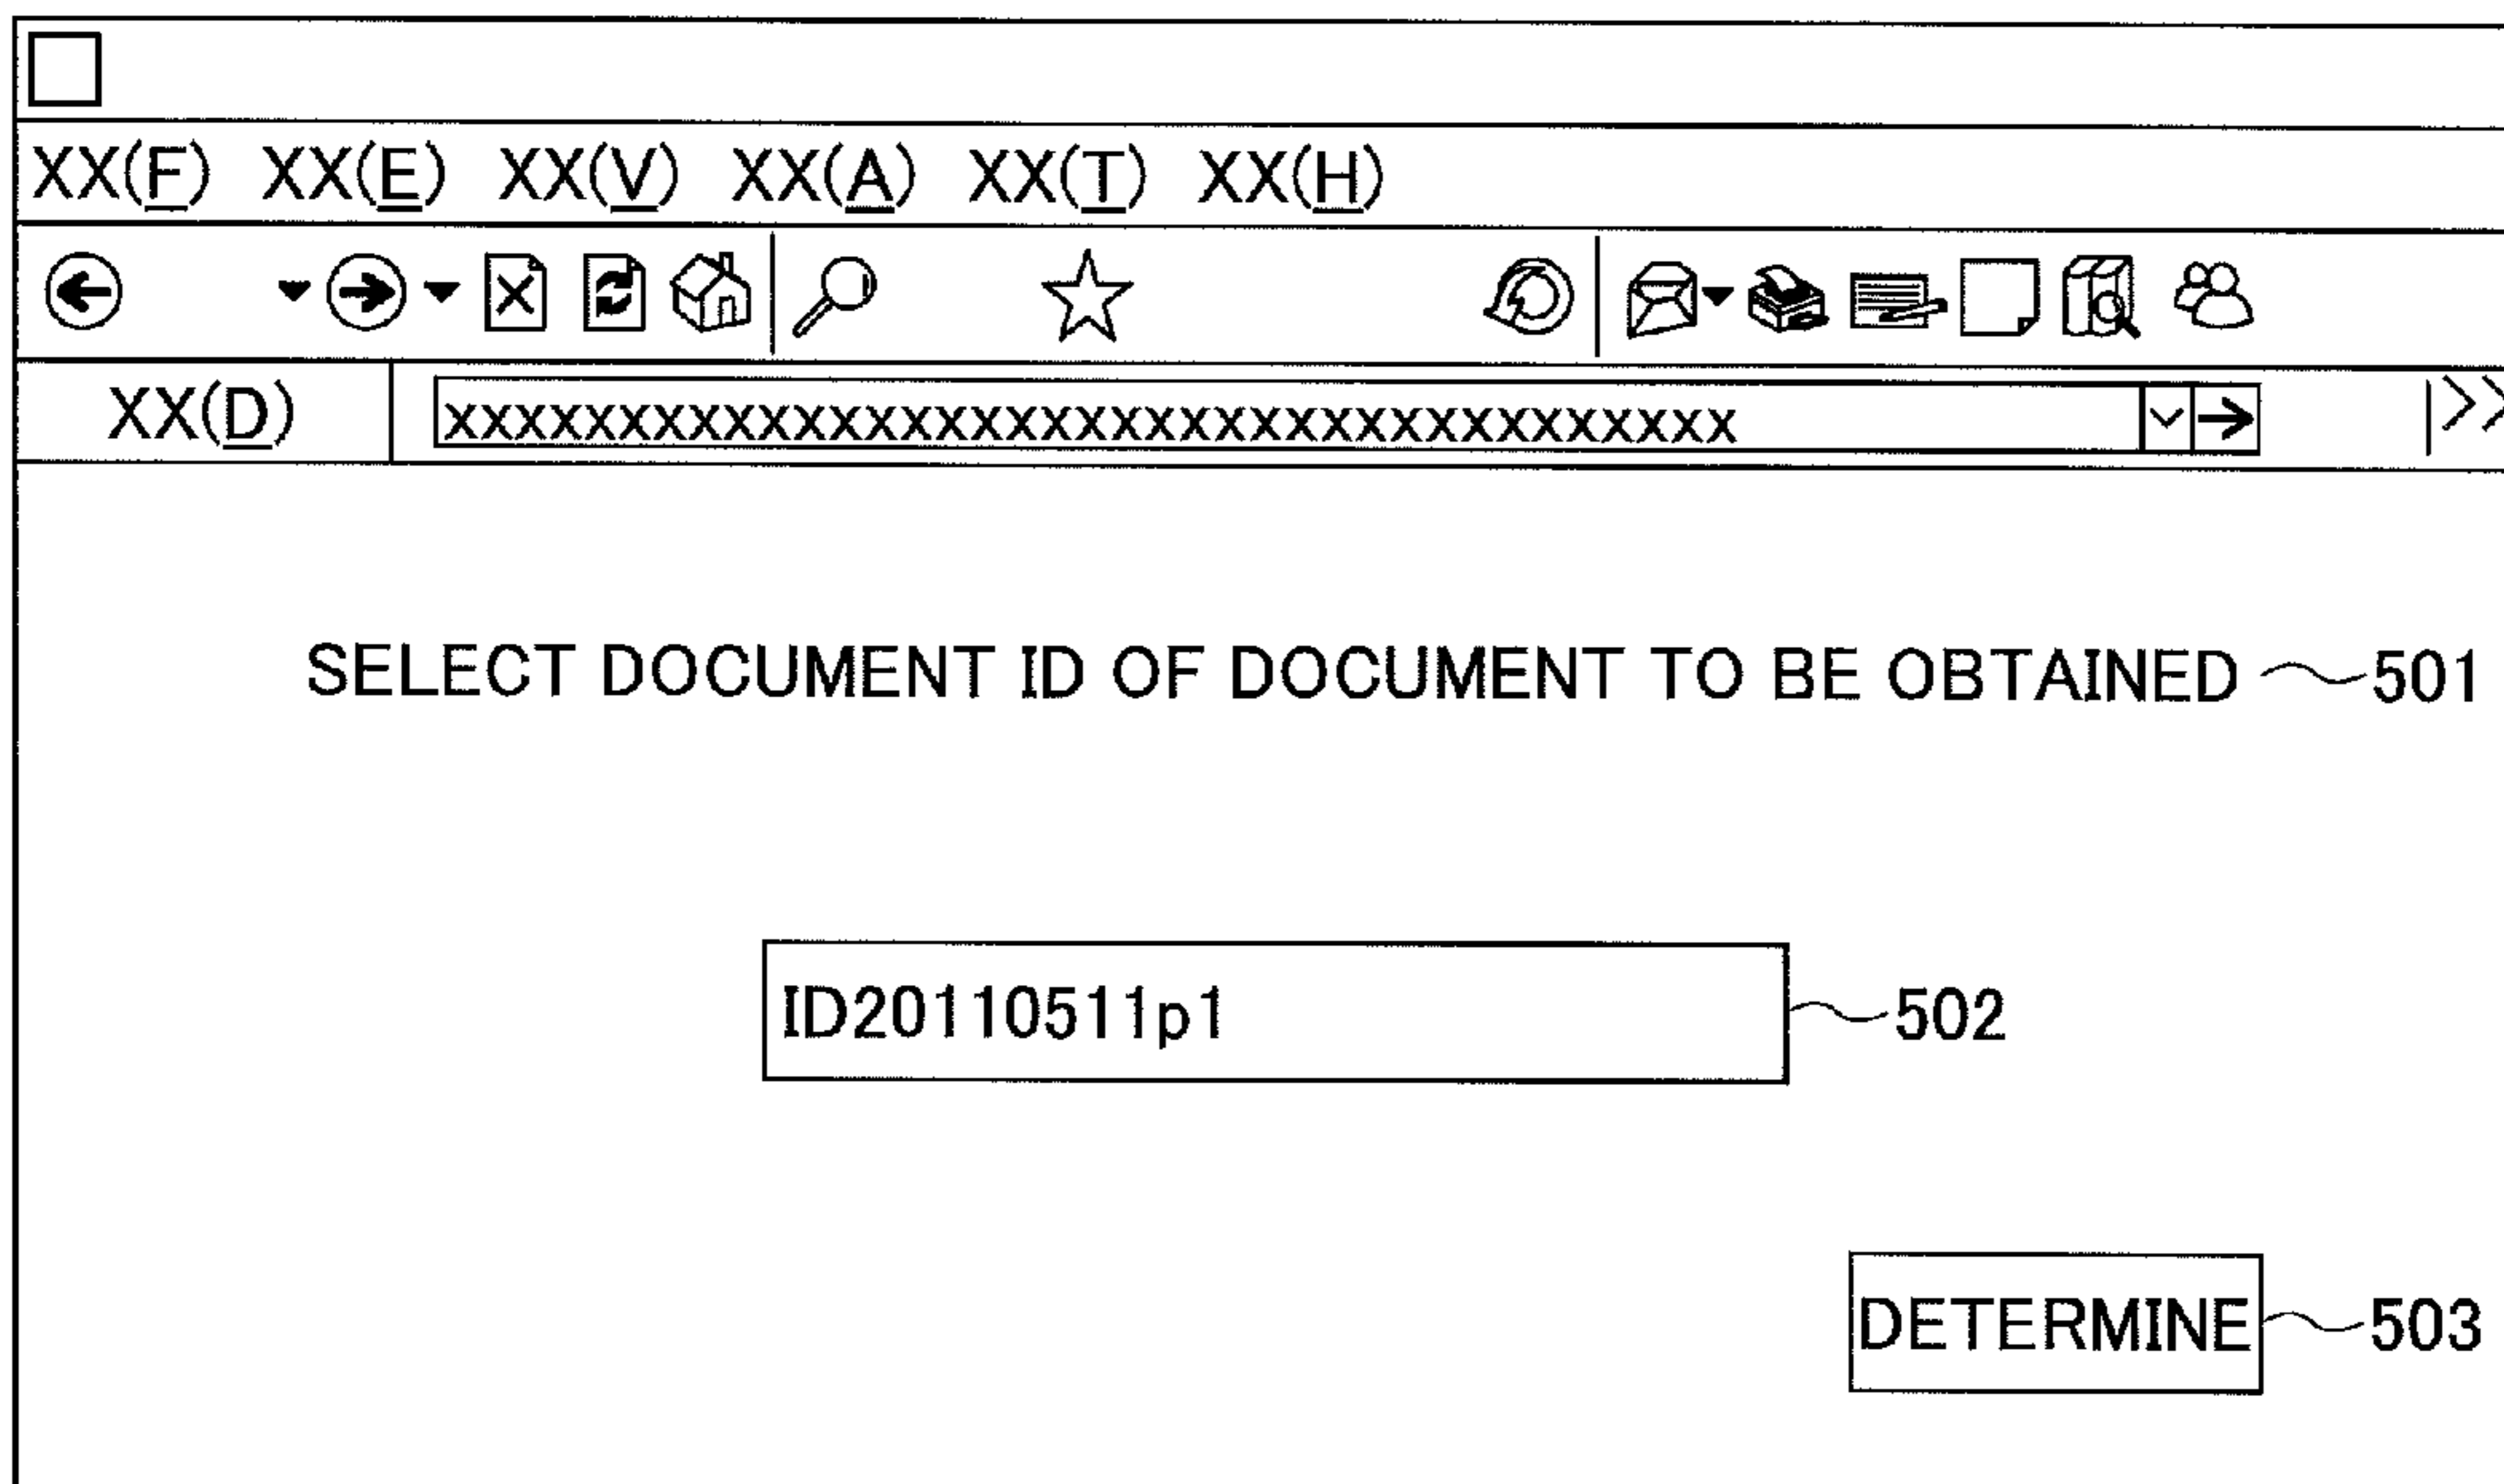 XX(F) XX(E) XX(V) XX(A) XX(T) XX(H)
XX(D) xxxxxxxxxxxxxxxxxxxxxxxxxxxxxxxxxxxxx >>
SELECT DOCUMENT ID OF DOCUMENT TO BE OBTAINED 501
ID20110511p1 502
DETERMINE 503